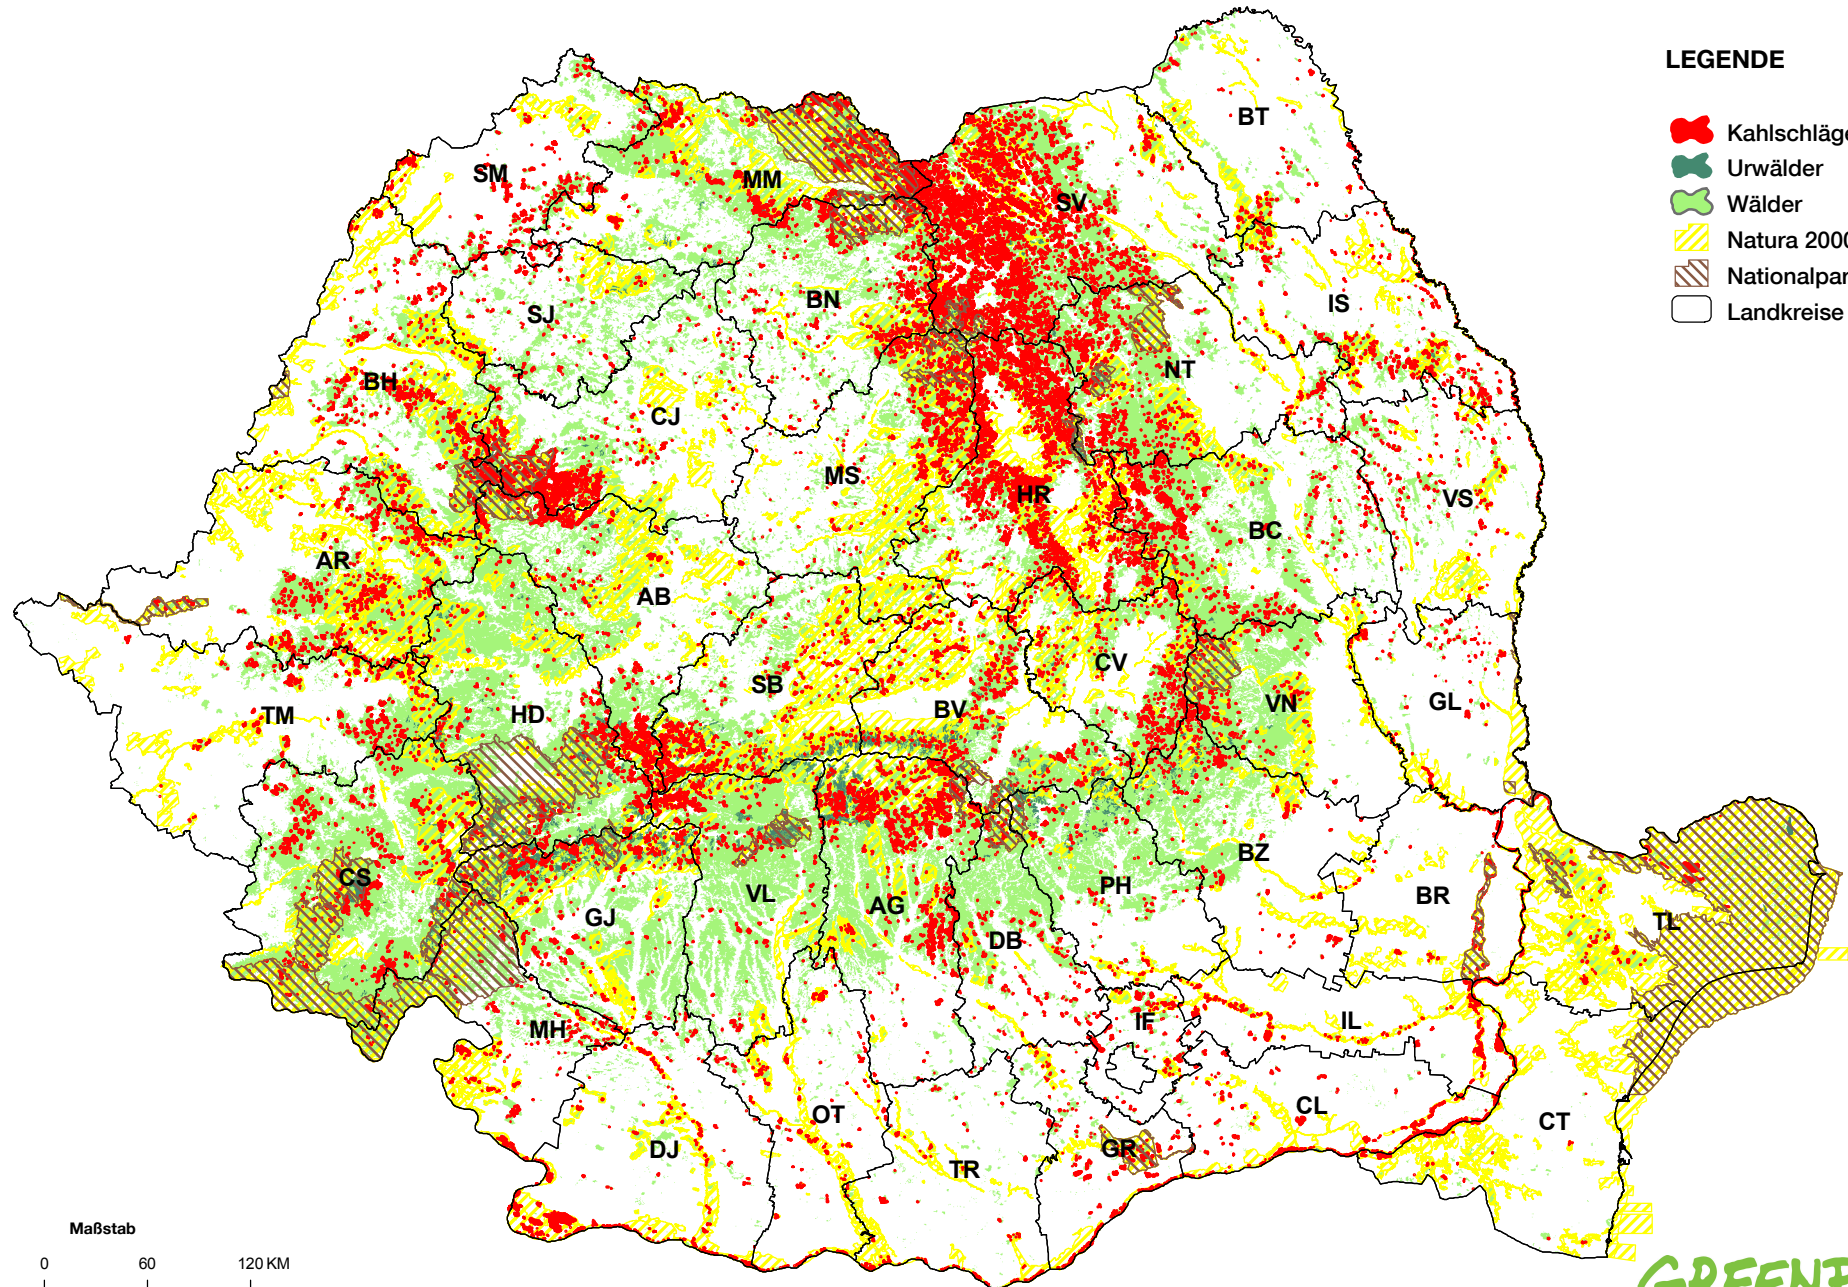 LEGENDE
Kahlschläge
Urwälder
Wälder
Natura 2000
Nationalpar
Landkreise
BT
SM
MM
SV
BN
IS
SJ
BH
NT
CJ
MS
HR
VS
BC
AR
AB
CV
SB
VN
BV
GL
TM
HD
BZ
CS
PH
BR
VL
AG
GJ
TL
DB
MH
IF
IL
OT
CL
CT
DJ
GR
TR
Maßstab
0 60 120 KM